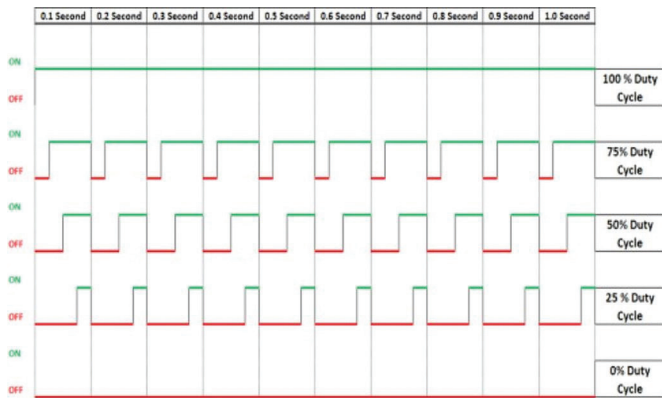 0.1 Second 0.2 Second 0.3 Second 0.4 Second 0.5 Second 0.6 Second 0.7 Second 0.8 Second 0.9 Second 1.0 Second
ON
OFF
100 % Duty
Cycle
ON
OFF
75% Duty
Cycle
ON
OFF
50% Duty
Cycle
ON
OFF
25 % Duty
Cycle
ON
OFF
0% Duty
Cycle